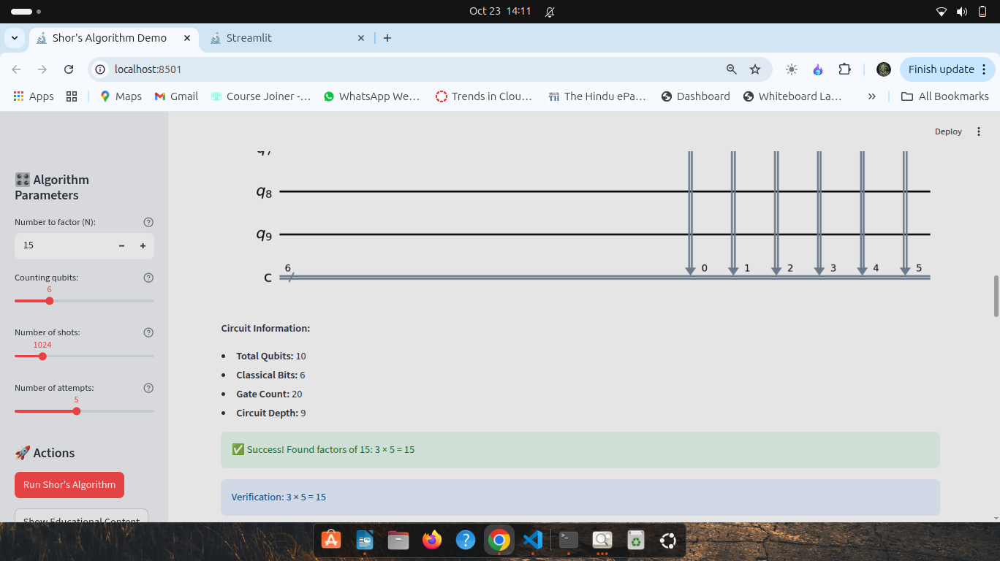 Oct 23 14:11
Shor's Algorithm Demo
Streamlit
localhost:8501
Finish update
Apps
Maps
Gmail
Course Joiner -...
WhatsApp We...
Trends in Clou...
The Hindu ePa...
Dashboard
Whiteboard La...
All Bookmarks
Deploy
Algorithm
Parameters
Number to factor (N):
15
Counting qubits:
6
Number of shots:
1024
Number of attempts:
5
Actions
Run Shor's Algorithm
Show Educational Content
q7
q8
q9
6
c
0 1 2 3 4 5
Circuit Information:
• Total Qubits: 10
• Classical Bits: 6
• Gate Count: 20
• Circuit Depth: 9
✅ Success! Found factors of 15: 3 × 5 = 15
Verification: 3 × 5 = 15